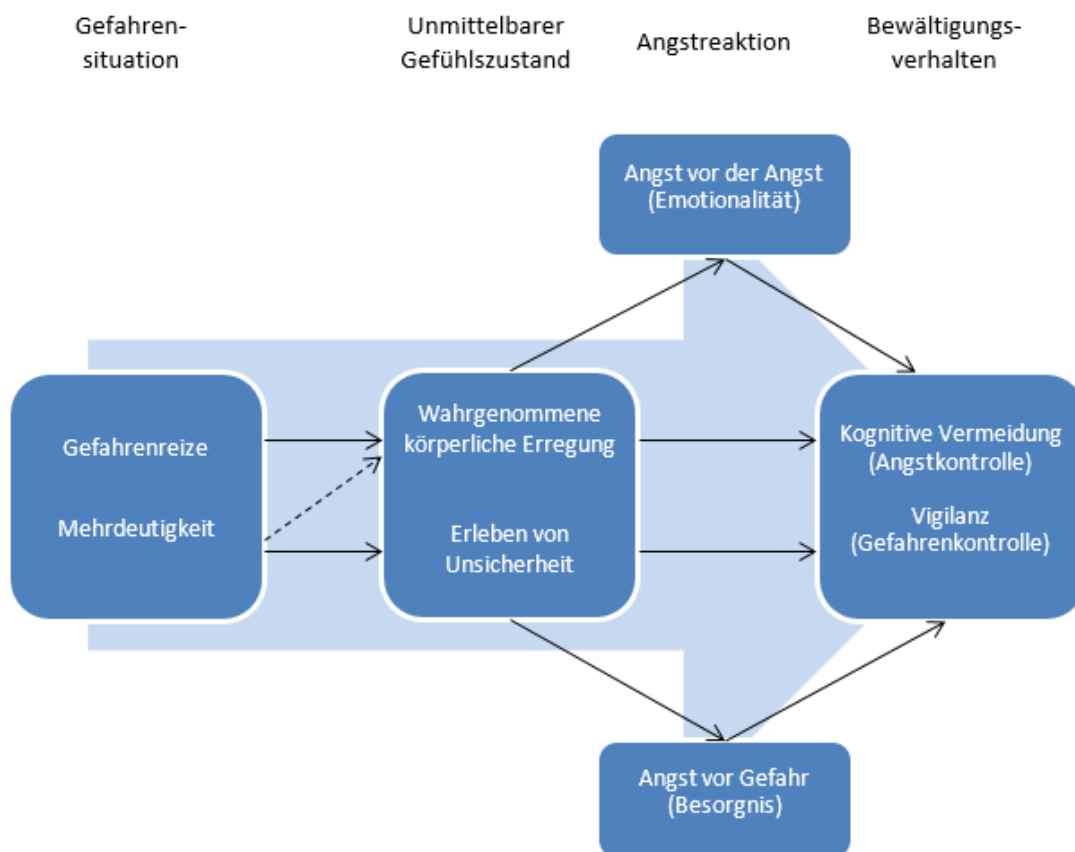 Gefahren-
situation
Unmittelbarer
Gefühlszustand
Angstreaktion
Bewältigungs-
verhalten
Angst vor der Angst
(Emotionalität)
Gefahrenreize
Mehrdeutigkeit
Wahrgenommene
körperliche Erregung
Erleben von
Unsicherheit
Kognitive Vermeidung
(Angstkontrolle)
Vigilanz
(Gefahrenkontrolle)
Angst vor Gefahr
(Besorgnis)